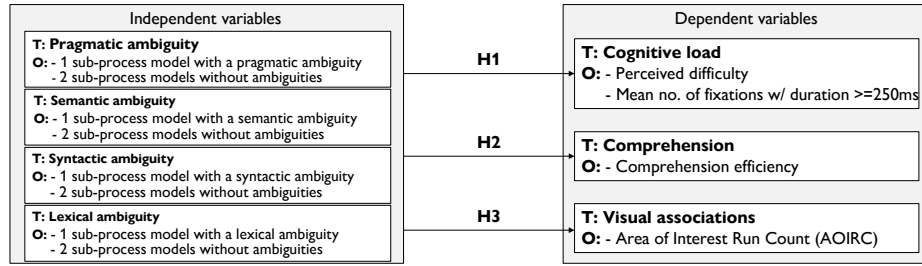 Independent variables
T: Pragmatic ambiguity
O: - 1 sub-process model with a pragmatic ambiguity
- 2 sub-process models without ambiguities
T: Semantic ambiguity
O: - 1 sub-process model with a semantic ambiguity
- 2 sub-process models without ambiguities
T: Syntactic ambiguity
O: - 1 sub-process model with a syntactic ambiguity
- 2 sub-process models without ambiguities
T: Lexical ambiguity
O: - 1 sub-process model with a lexical ambiguity
- 2 sub-process models without ambiguities
H1
H2
H3
Dependent variables
T: Cognitive load
O: - Perceived difficulty
- Mean no. of fixations w/ duration >=250ms
T: Comprehension
O: - Comprehension efficiency
T: Visual associations
O: - Area of Interest Run Count (AOIRC)